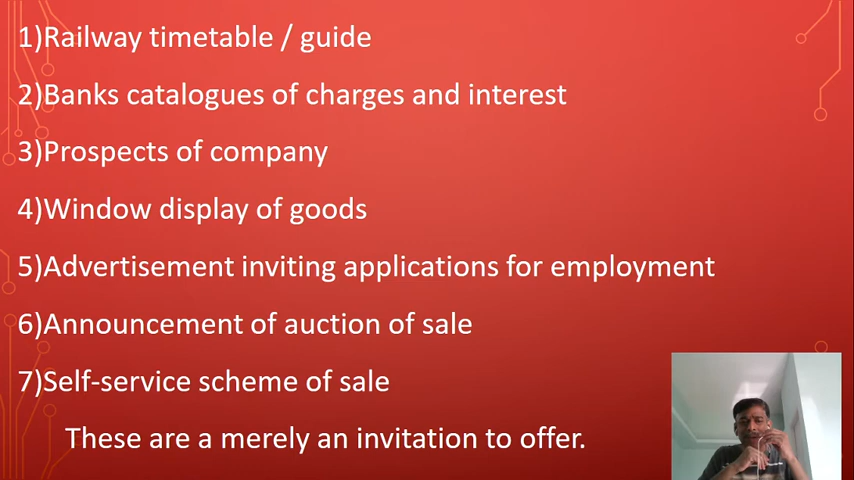 1)Railway timetable / guide
2)Banks catalogues of charges and interest
3)Prospects of company
4)Window display of goods
5)Advertisement inviting applications for employment
6)Announcement of auction of sale
7)Self-service scheme of sale
These are a merely an invitation to offer.